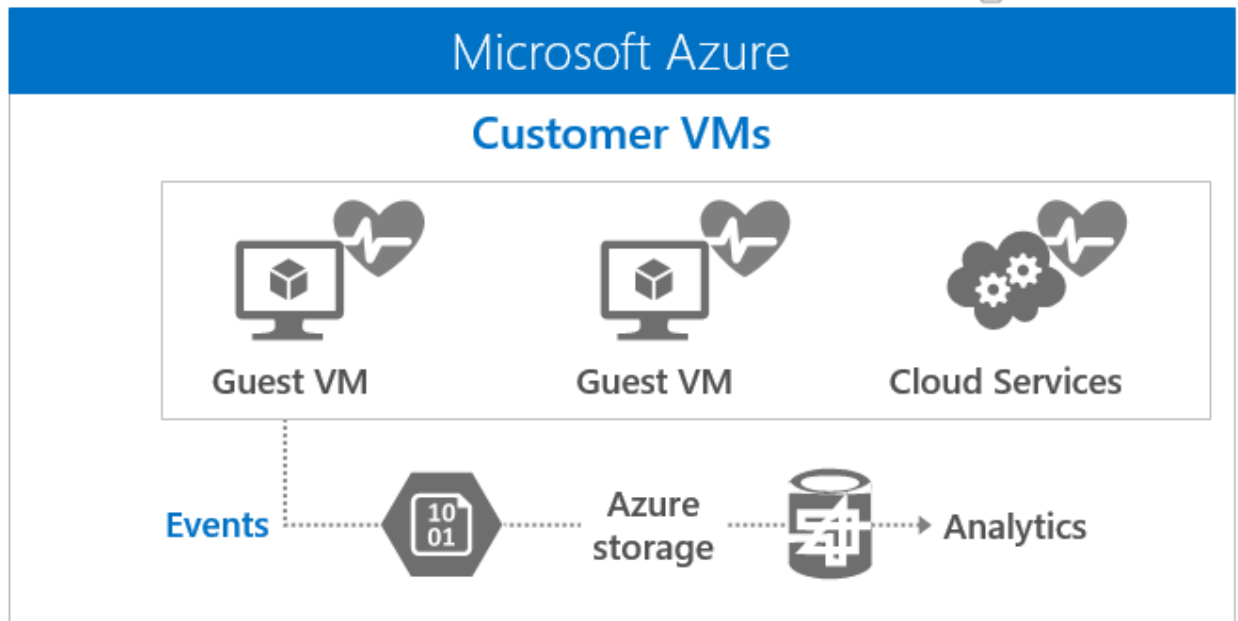 Microsoft Azure
Customer VMs
Guest VM
Guest VM
Cloud Services
Events
10
01
Azure
storage
Analytics